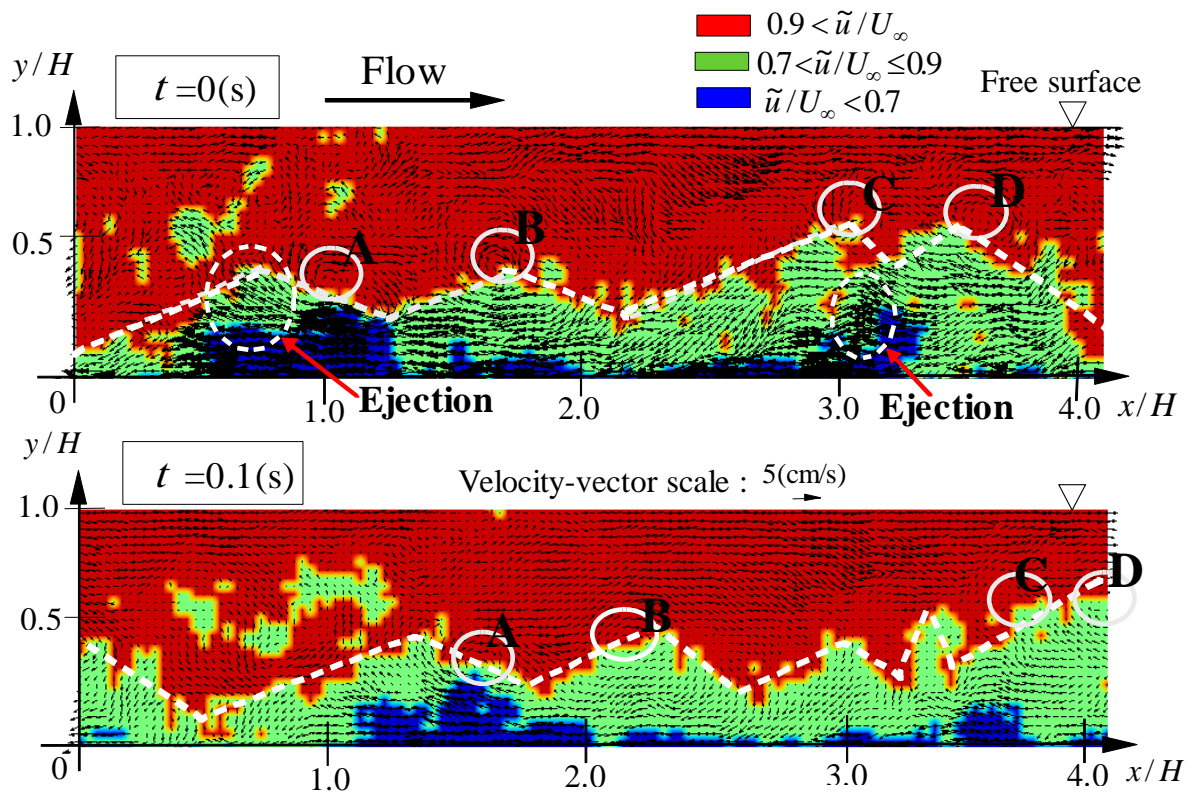 0.9 < ũ / U∞
0.7 < ũ / U∞ ≤ 0.9
ũ / U∞ < 0.7
y / H
t =0(s)
Flow
Free surface
1.0
0.5
A
B
C
D
0
1.0
Ejection
2.0
3.0
Ejection
4.0
x / H
y / H
t =0.1(s)
Velocity-vector scale : 5(cm/s)
1.0
0.5
A
B
C
D
0
1.0
2.0
3.0
4.0
x / H